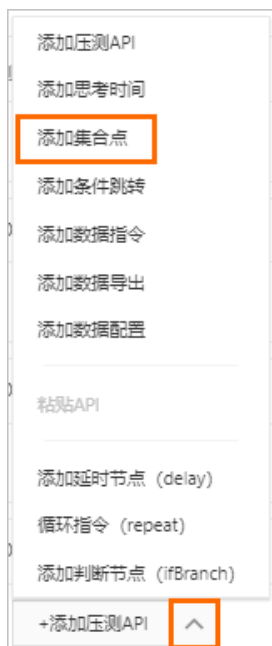 添加压测API
添加思考时间
添加集合点
添加条件跳转
添加数据指令
添加数据导出
添加数据配置
粘贴API
添加延时节点 (delay)
循环指令 (repeat)
添加判断节点 (ifBranch)
+添加压测API